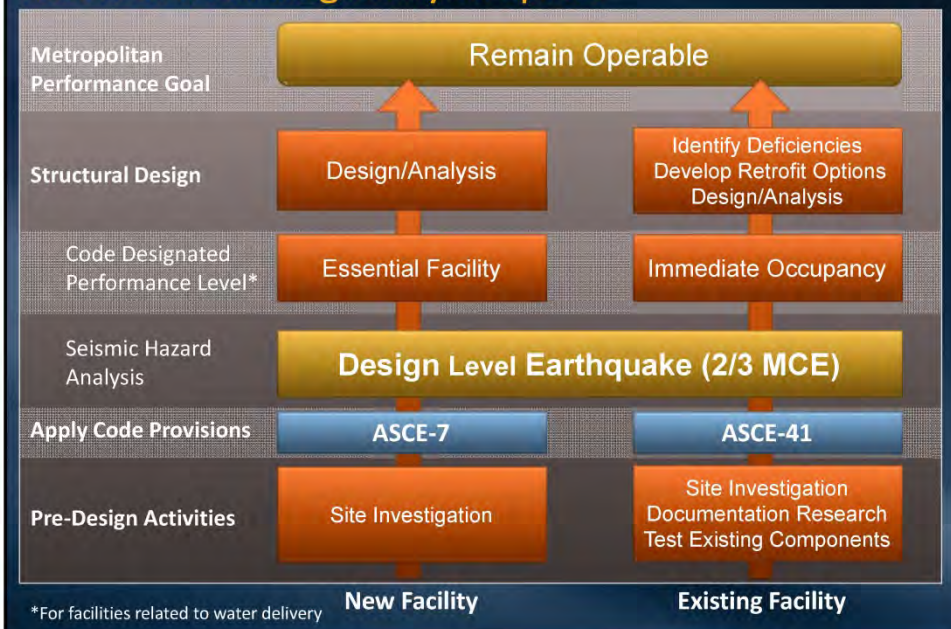 Metropolitan
Performance Goal
Remain Operable
Structural Design
Design/Analysis
Identify Deficiencies
Develop Retrofit Options
Design/Analysis
Code Designated
Performance Level*
Essential Facility
Immediate Occupancy
Seismic Hazard
Analysis
Design Level Earthquake (2/3 MCE)
Apply Code Provisions
ASCE-7
ASCE-41
Pre-Design Activities
Site Investigation
Site Investigation
Documentation Research
Test Existing Components
*For facilities related to water delivery
New Facility
Existing Facility